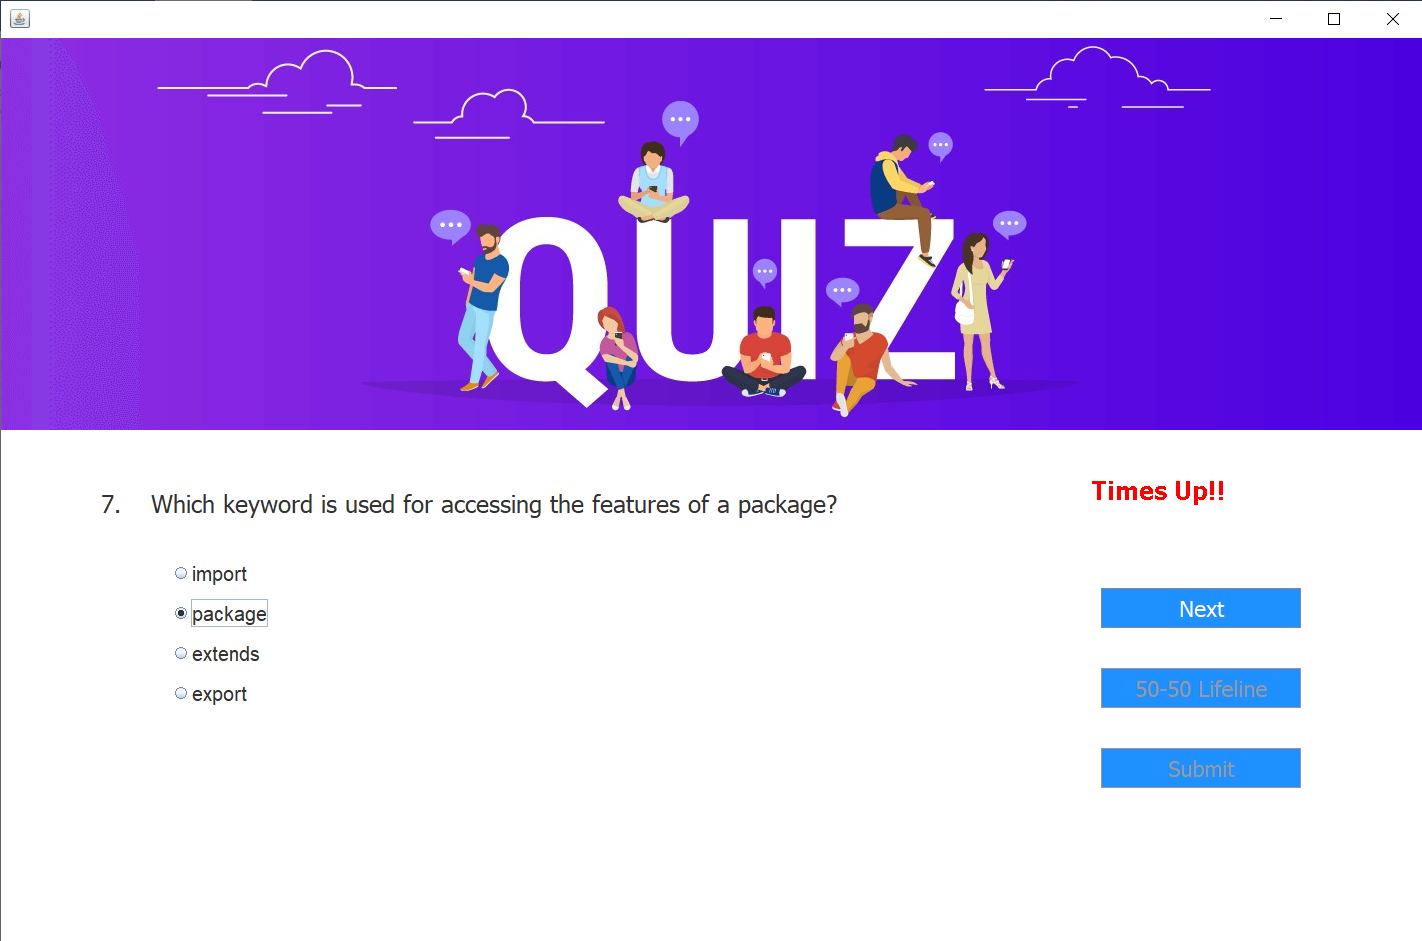 QUIZ
7. Which keyword is used for accessing the features of a package?
Times Up!!
import
package
extends
export
Next
50-50 Lifeline
Submit